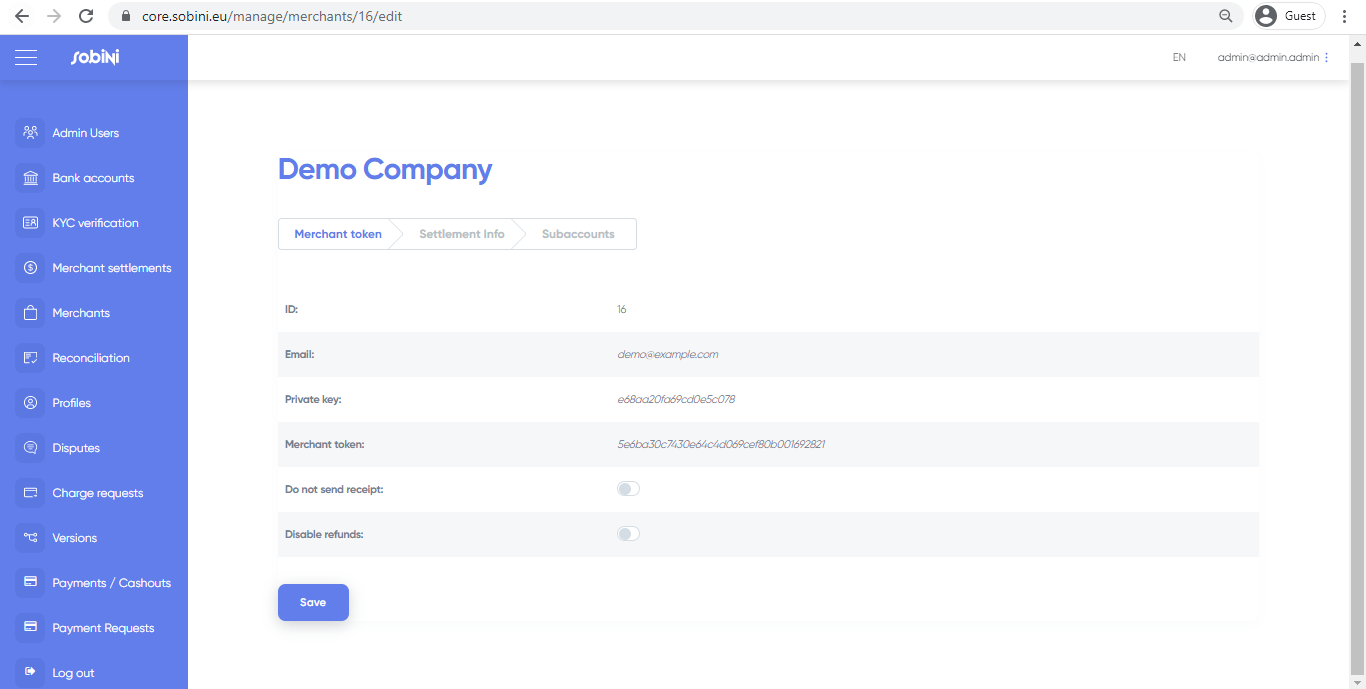 core.sobini.eu/manage/merchants/16/edit
Guest
sobini
EN
admin@admin.admin
Admin Users
Bank accounts
KYC verification
Merchant settlements
Merchants
Reconciliation
Profiles
Disputes
Charge requests
Versions
Payments / Cashouts
Payment Requests
Log out
Demo Company
Merchant token
Settlement Info
Subaccounts
ID: 16
Email: demo@example.com
Private key: e68aa20fa69cd0e5c078
Merchant token: 5e6ba30c7430e64c4d069cef80b001692821
Do not send receipt:
Disable refunds:
Save